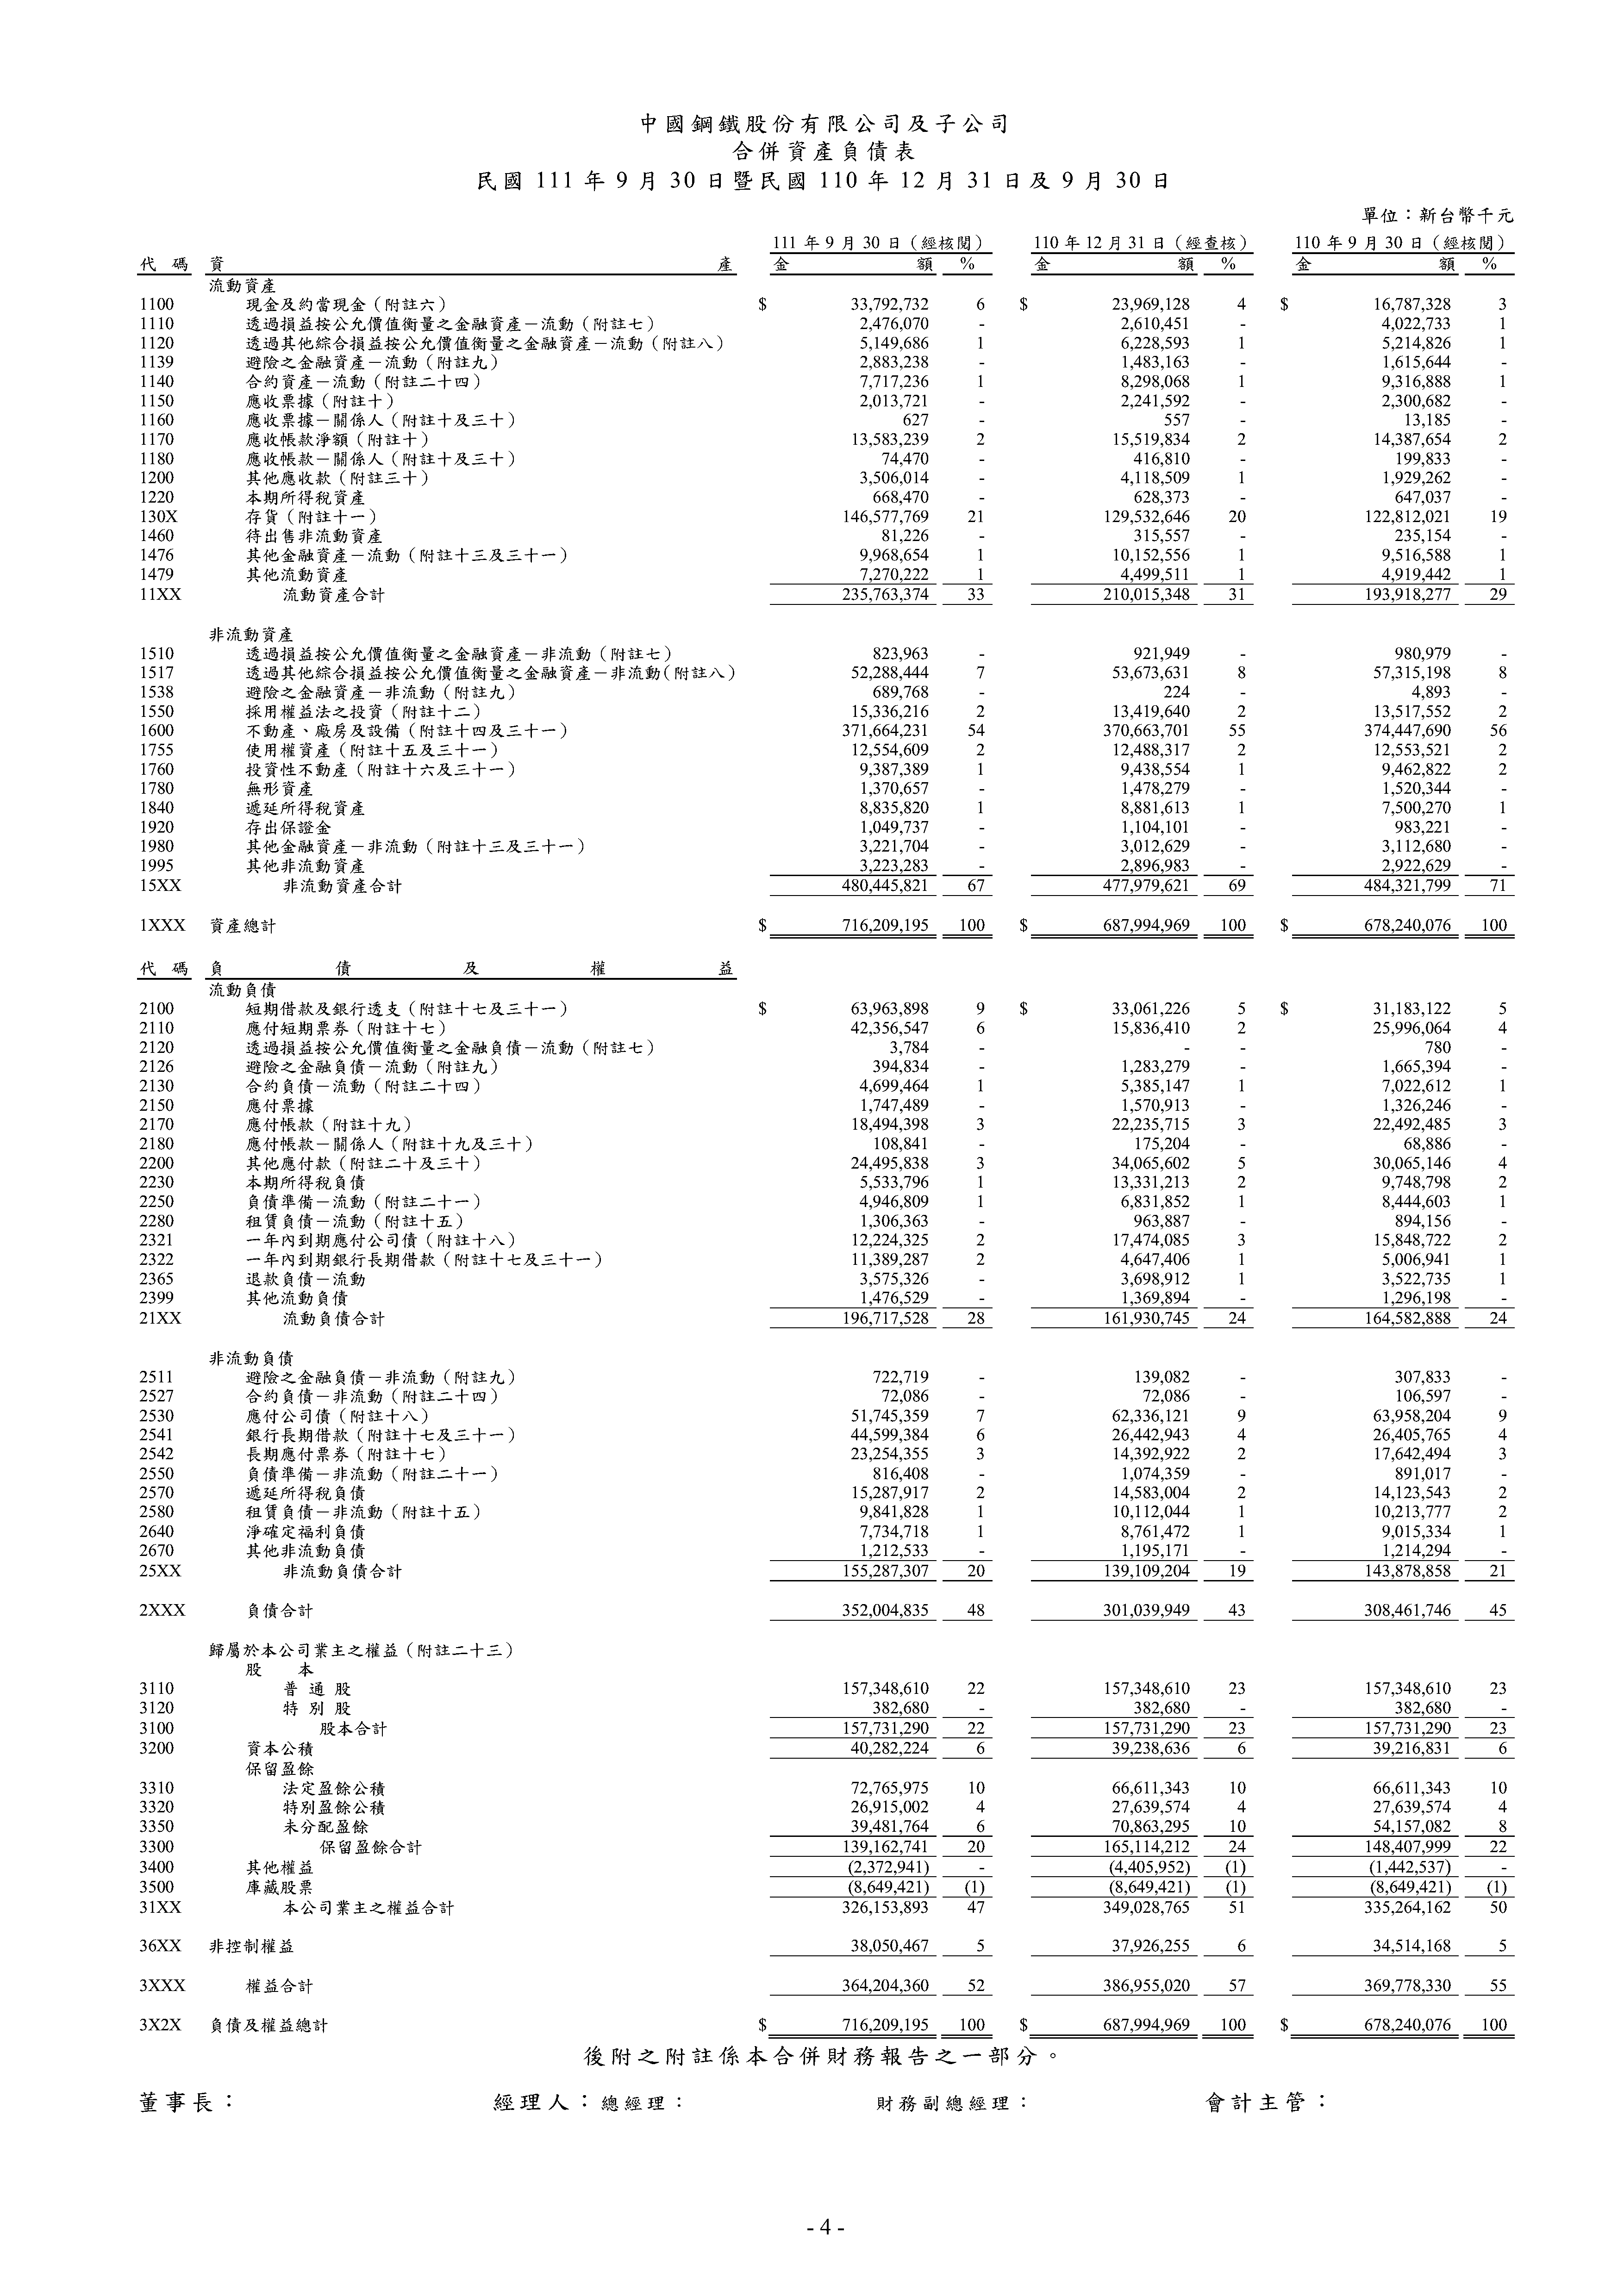 中國鋼鐵股份有限公司及子公司
合併資產負債表
民國 111 年 9 月 30 日暨民國 110 年 12 月 31 日及 9 月 30 日
單位：新台幣千元
111 年 9 月 30 日（經核閱） 110 年 12 月 31 日（經查核） 110 年 9 月 30 日（經核閱）
代 碼 資 產 金 額 % 金 額 % 金 額 %
流動資產
1100 現金及約當現金（附註六） $ 33,792,732 6 $ 23,969,128 4 $ 16,787,328 3
1110 透過損益按公允價值衡量之金融資產－流動（附註七） 2,476,070 - 2,610,451 - 4,022,733 1
1120 透過其他綜合損益按公允價值衡量之金融資產－流動（附註八） 5,149,686 1 6,228,593 1 5,214,826 1
1139 避險之金融資產－流動（附註九） 2,883,238 - 1,483,163 - 1,615,644 -
1140 合約資產－流動（附註二十四） 7,717,236 1 8,298,068 1 9,316,888 1
1150 應收票據（附註十） 2,013,721 - 2,241,592 - 2,300,682 -
1160 應收票據－關係人（附註十及三十） 627 - 557 - 13,185 -
1170 應收帳款淨額（附註十） 13,583,239 2 15,519,834 2 14,387,654 2
1180 應收帳款－關係人（附註十及三十） 74,470 - 416,810 - 199,833 -
1200 其他應收款（附註三十） 3,506,014 - 4,118,509 1 1,929,262 -
1220 本期所得稅資產 668,470 - 628,373 - 647,037 -
130X 存貨（附註十一） 146,577,769 21 129,532,646 20 122,812,021 19
1460 待出售非流動資產 81,226 - 315,557 - 235,154 -
1476 其他金融資產－流動（附註十三及三十一） 9,968,654 1 10,152,556 1 9,516,588 1
1479 其他流動資產 7,270,222 1 4,499,511 1 4,919,442 1
11XX 流動資產合計 235,763,374 33 210,015,348 31 193,918,277 29
非流動資產
1510 透過損益按公允價值衡量之金融資產－非流動（附註七） 823,963 - 921,949 - 980,979 -
1517 透過其他綜合損益按公允價值衡量之金融資產－非流動（附註八） 52,288,444 7 53,673,631 8 57,315,198 8
1538 避險之金融資產－非流動（附註九） 689,768 - 224 - 4,893 -
1550 採用權益法之投資（附註十二） 15,336,216 2 13,419,640 2 13,517,552 2
1600 不動產、廠房及設備（附註十四及三十一） 371,664,231 54 370,663,701 55 374,447,690 56
1755 使用權資產（附註十五及三十一） 12,554,609 2 12,488,317 2 12,553,521 2
1760 投資性不動產（附註十六及三十一） 9,387,389 1 9,438,554 1 9,462,822 2
1780 無形資產 1,370,657 - 1,478,279 - 1,520,344 -
1840 遞延所得稅資產 8,835,820 1 8,881,613 1 7,500,270 1
1920 存出保證金 1,049,737 - 1,104,101 - 983,221 -
1980 其他金融資產－非流動（附註十三及三十一） 3,221,704 - 3,012,629 - 3,112,680 -
1995 其他非流動資產 3,223,283 - 2,896,983 - 2,922,629 -
15XX 非流動資產合計 480,445,821 67 477,979,621 69 484,321,799 71
1XXX 資產總計 $ 716,209,195 100 $ 687,994,969 100 $ 678,240,076 100
代 碼 負 債 及 權 益
流動負債
2100 短期借款及銀行透支（附註十七及三十一） $ 63,963,898 9 $ 33,061,226 5 $ 31,183,122 5
2110 應付短期票券（附註十七） 42,356,547 6 15,836,410 2 25,996,064 4
2120 透過損益按公允價值衡量之金融負債－流動（附註七） 3,784 - - - 780 -
2126 避險之金融負債－流動（附註九） 394,834 - 1,283,279 - 1,665,394 -
2130 合約負債－流動（附註二十四） 4,699,464 1 5,385,147 1 7,022,612 1
2150 應付票據 1,747,489 - 1,570,913 - 1,326,246 -
2170 應付帳款（附註十九） 18,494,398 3 22,235,715 3 22,492,485 3
2180 應付帳款－關係人（附註十九及三十） 108,841 - 175,204 - 68,886 -
2200 其他應付款（附註二十及三十） 24,495,838 3 34,065,602 5 30,065,146 4
2230 本期所得稅負債 5,533,796 1 13,331,213 2 9,748,798 2
2250 負債準備－流動（附註二十一） 4,946,809 1 6,831,852 1 8,444,603 1
2280 租賃負債－流動（附註十五） 1,306,363 - 963,887 - 894,156 -
2321 一年內到期應付公司債（附註十八） 12,224,325 2 17,474,085 3 15,848,722 2
2322 一年內到期銀行長期借款（附註十七及三十一） 11,389,287 2 4,647,406 1 5,006,941 1
2365 退款負債－流動 3,575,326 - 3,698,912 1 3,522,735 1
2399 其他流動負債 1,476,529 - 1,369,894 - 1,296,198 -
21XX 流動負債合計 196,717,528 28 161,930,745 24 164,582,888 24
非流動負債
2511 避險之金融負債－非流動（附註九） 722,719 - 139,082 - 307,833 -
2527 合約負債－非流動（附註二十四） 72,086 - 72,086 - 106,597 -
2530 應付公司債（附註十八） 51,745,359 7 62,336,121 9 63,958,204 9
2541 銀行長期借款（附註十七及三十一） 44,599,384 6 26,442,943 4 26,405,765 4
2542 長期應付票券（附註十七） 23,254,355 3 14,392,922 2 17,642,494 3
2550 負債準備－非流動（附註二十一） 816,408 - 1,074,359 - 891,017 -
2570 遞延所得稅負債 15,287,917 2 14,583,004 2 14,123,543 2
2580 租賃負債－非流動（附註十五） 9,841,828 1 10,112,044 1 10,213,777 2
2640 淨確定福利負債 7,734,718 1 8,761,472 1 9,015,334 1
2670 其他非流動負債 1,212,533 - 1,195,171 - 1,214,294 -
25XX 非流動負債合計 155,287,307 20 139,109,204 19 143,878,858 21
2XXX 負債合計 352,004,835 48 301,039,949 43 308,461,746 45
歸屬於本公司業主之權益（附註二十三）
股 本
3110 普 通 股 157,348,610 22 157,348,610 23 157,348,610 23
3120 特 別 股 382,680 - 382,680 - 382,680 -
3100 股本合計 157,731,290 22 157,731,290 23 157,731,290 23
3200 資本公積 40,282,224 6 39,238,636 6 39,216,831 6
保留盈餘
3310 法定盈餘公積 72,765,975 10 66,611,343 10 66,611,343 10
3320 特別盈餘公積 26,915,002 4 27,639,574 4 27,639,574 4
3350 未分配盈餘 39,481,764 6 70,863,295 10 54,157,082 8
3300 保留盈餘合計 139,162,741 20 165,114,212 24 148,407,999 22
3400 其他權益 (2,372,941) - (4,405,952) (1) (1,442,537) -
3500 庫藏股票 (8,649,421) (1) (8,649,421) (1) (8,649,421) (1)
31XX 本公司業主之權益合計 326,153,893 47 349,028,765 51 335,264,162 50
36XX 非控制權益 38,050,467 5 37,926,255 6 34,514,168 5
3XXX 權益合計 364,204,360 52 386,955,020 57 369,778,330 55
3X2X 負債及權益總計 $ 716,209,195 100 $ 687,994,969 100 $ 678,240,076 100
後附之附註係本合併財務報告之一部分。
董事長： 經理人：總經理： 財務副總經理： 會計主管：
- 4 -